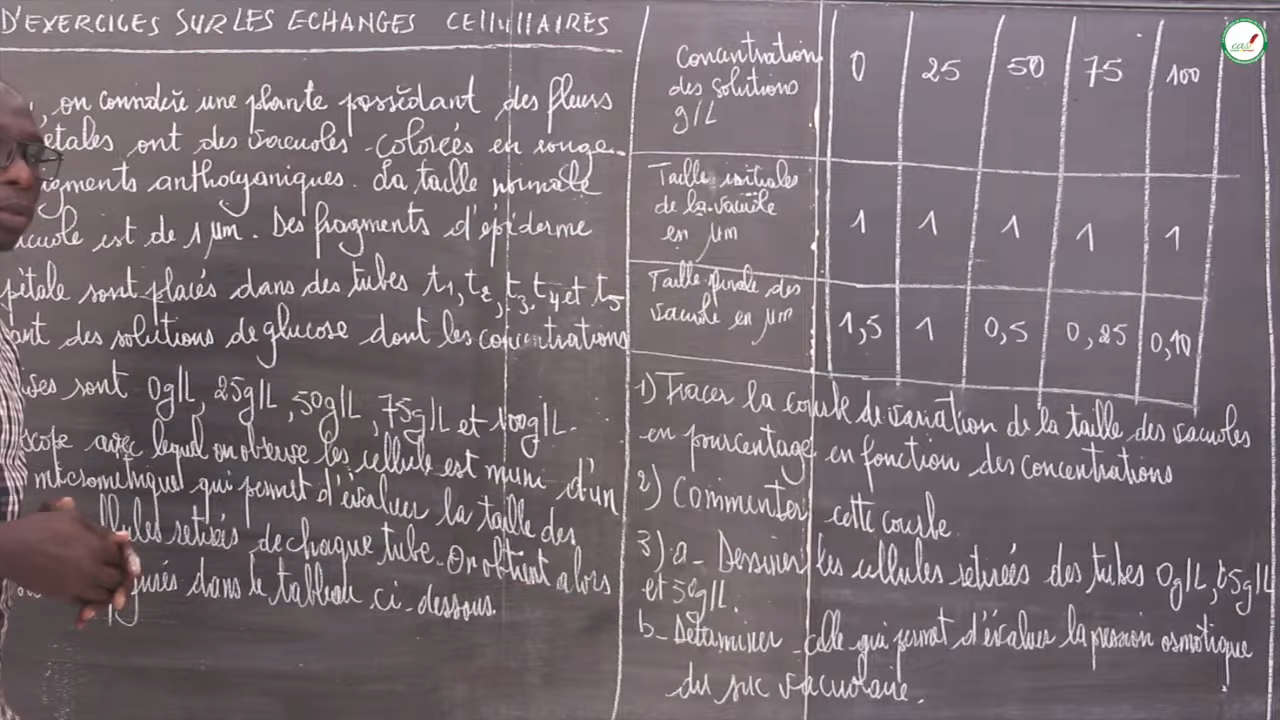 D'EXERCICES SUR LES ECHANGES CELLULLAIRES
, on considère une plante possédant des fleurs
étales ont des vacuoles colorées en rouge.
igments anthocyaniques. La taille normale
cuole est de 1 µm. Des fragments d'épiderme
pétale sont placés dans des tubes t1, t2, t3, t4 et t5
ant des solutions de glucose dont les concentrations
sont 0g/L, 25g/L, 50g/L, 75g/L et 100g/L.
scope avec lequel on observe les cellule est muni d'un
micrométrique qui permet d'évaluer la taille des
llules retirés de chaque tube. On obtient alors
dans le tableau ci-dessous.
Concentration des solutions g/L 0 25 50 75 100
Taille initiales de la vacuole en µm 1 1 1 1 1
Taille finale des vacuole en µm 1,5 1 0,5 0,25 0,10
1) Tracer la courbe de variation de la taille des vacuoles
en pourcentage en fonction des concentrations
2) Commenter cette courbe.
3) a- Dessiner les cellules retirées des tubes 0g/L,
et 50g/L.
b- Déterminer celle qui permet d'évaluer la pression osmotique
du suc vacuolaire.
eas